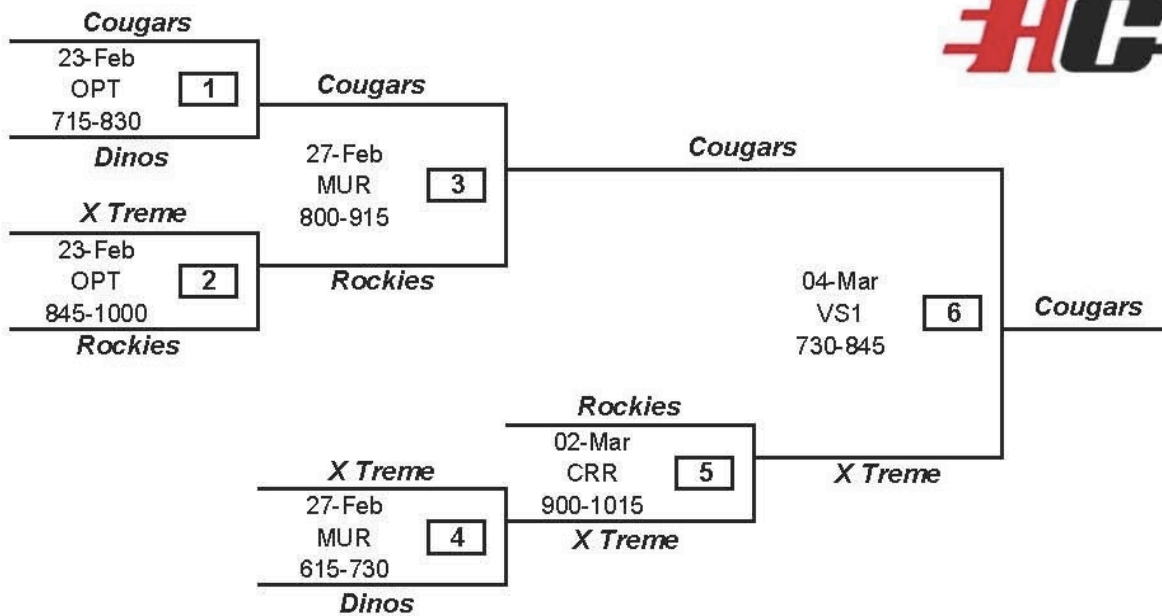 HC
Cougars
23-Feb
OPT
1
715-830
Dinos
X Treme
23-Feb
OPT
2
845-1000
Rockies
Cougars
27-Feb
MUR
3
800-915
Rockies
Cougars
04-Mar
VS1
6
730-845
Cougars
Rockies
02-Mar
CRR
5
900-1015
X Treme
X Treme
X Treme
27-Feb
MUR
4
615-730
Dinos